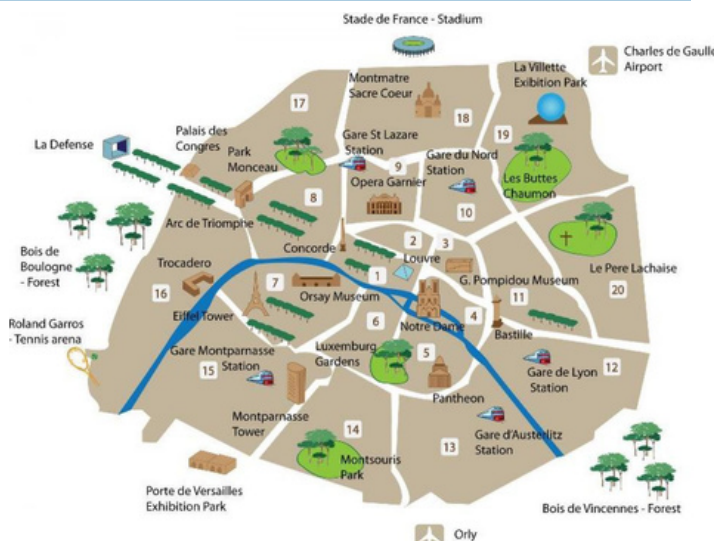 Stade de France - Stadium
Charles de Gaulle
Airport
La Villette
Exibition Park
Montmatre
Sacre Coeur
17
18
19
Palais des
Congres
La Defense
Park
Monceau
Gare St Lazare
Station
9
Gare du Nord
Station
Opera Garnier
Les Buttes
Chaumon
8
10
Arc de Triomphe
Concorde
2
3
Louvre
Bois de
Boulogne
- Forest
Trocadero
Le Pere Lachaise
16
7
1
G. Pompidou Museum
Orsay Museum
11
20
Eiffel Tower
Notre Dame
4
Roland Garros
- Tennis arena
6
Bastille
Gare Montparnasse
Station
Luxemburg
Gardens
5
15
Gare de Lyon
Station
12
Pantheon
Montparnasse
Tower
14
13
Gare d'Austerlitz
Station
Montsouris
Park
Porte de Versailles
Exhibition Park
Bois de Vincennes - Forest
Orly